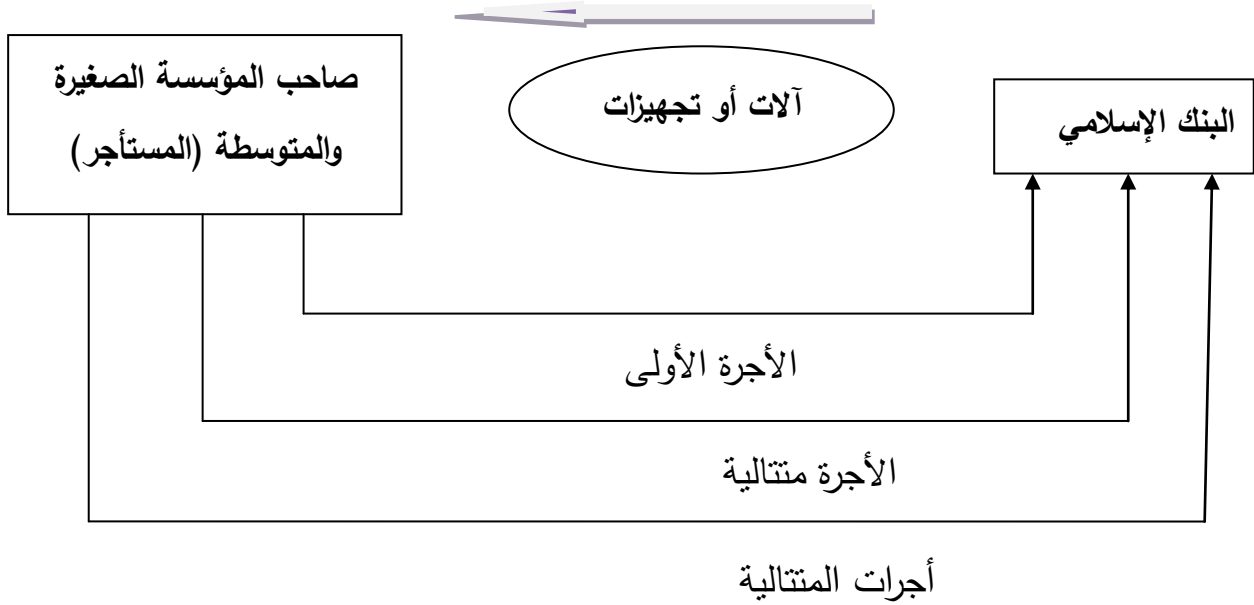 البنك الإسلامي
آلات أو تجهيزات
صاحب المؤسسة الصغيرة
والمتوسطة (المستأجر)
الأجرة الأولى
الأجرة متتالية
أجرات المتتالية